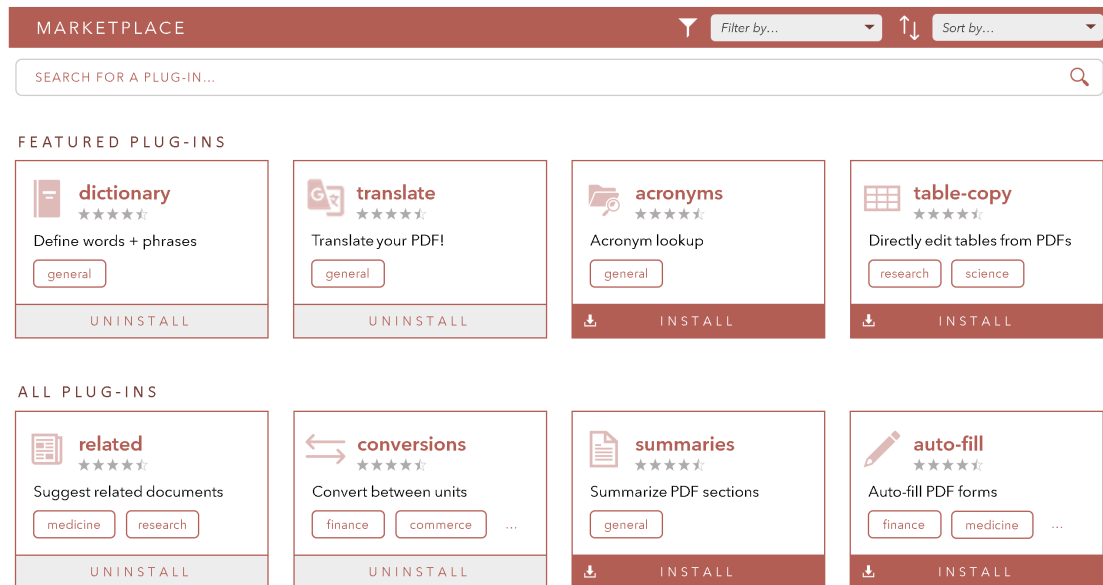 MARKETPLACE
Filter by...
Sort by...
SEARCH FOR A PLUG-IN...
FEATURED PLUG-INS
dictionary
Define words + phrases
general
UNINSTALL
translate
Translate your PDF!
general
UNINSTALL
acronyms
Acronym lookup
general
INSTALL
table-copy
Directly edit tables from PDFs
research science
INSTALL
ALL PLUG-INS
related
Suggest related documents
medicine research
UNINSTALL
conversions
Convert between units
finance commerce ...
UNINSTALL
summaries
Summarize PDF sections
general
INSTALL
auto-fill
Auto-fill PDF forms
finance medicine ...
INSTALL